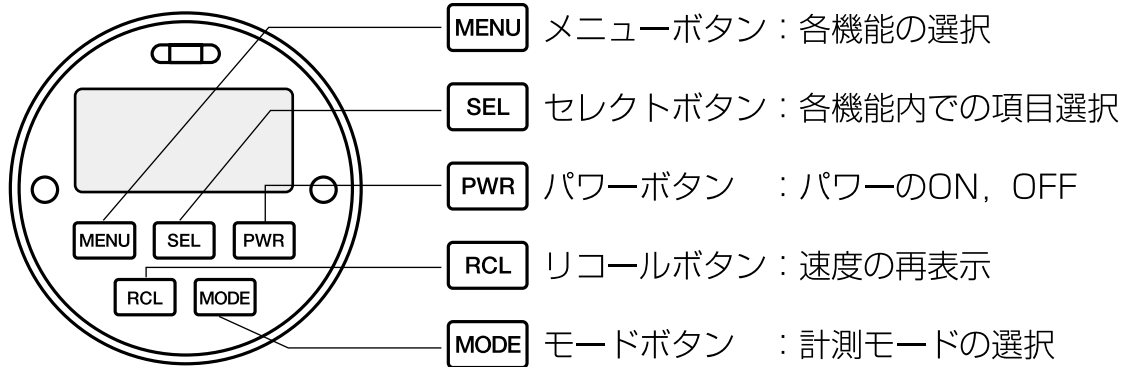 MENU メニューボタン：各機能の選択
SEL セレクトボタン：各機能内での項目選択
PWR パワーボタン　：パワーのON，OFF
RCL リコールボタン：速度の再表示
MODE モードボタン　：計測モードの選択
MENU SEL PWR
RCL MODE